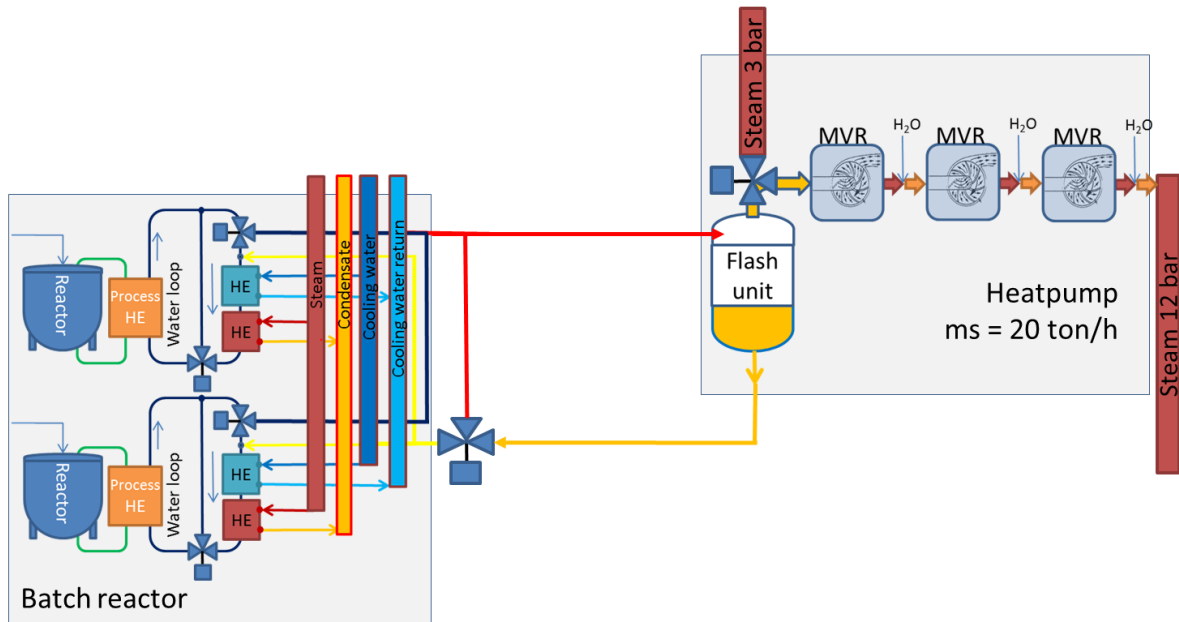 Steam 3 bar
MVR
H₂O
MVR
H₂O
MVR
H₂O
Steam 12 bar
Flash
unit
Heatpump
ms = 20 ton/h
Reactor
Process
HE
Water loop
HE
HE
Steam
Condensate
Cooling water
Cooling water return
Reactor
Process
HE
Water loop
HE
HE
Batch reactor